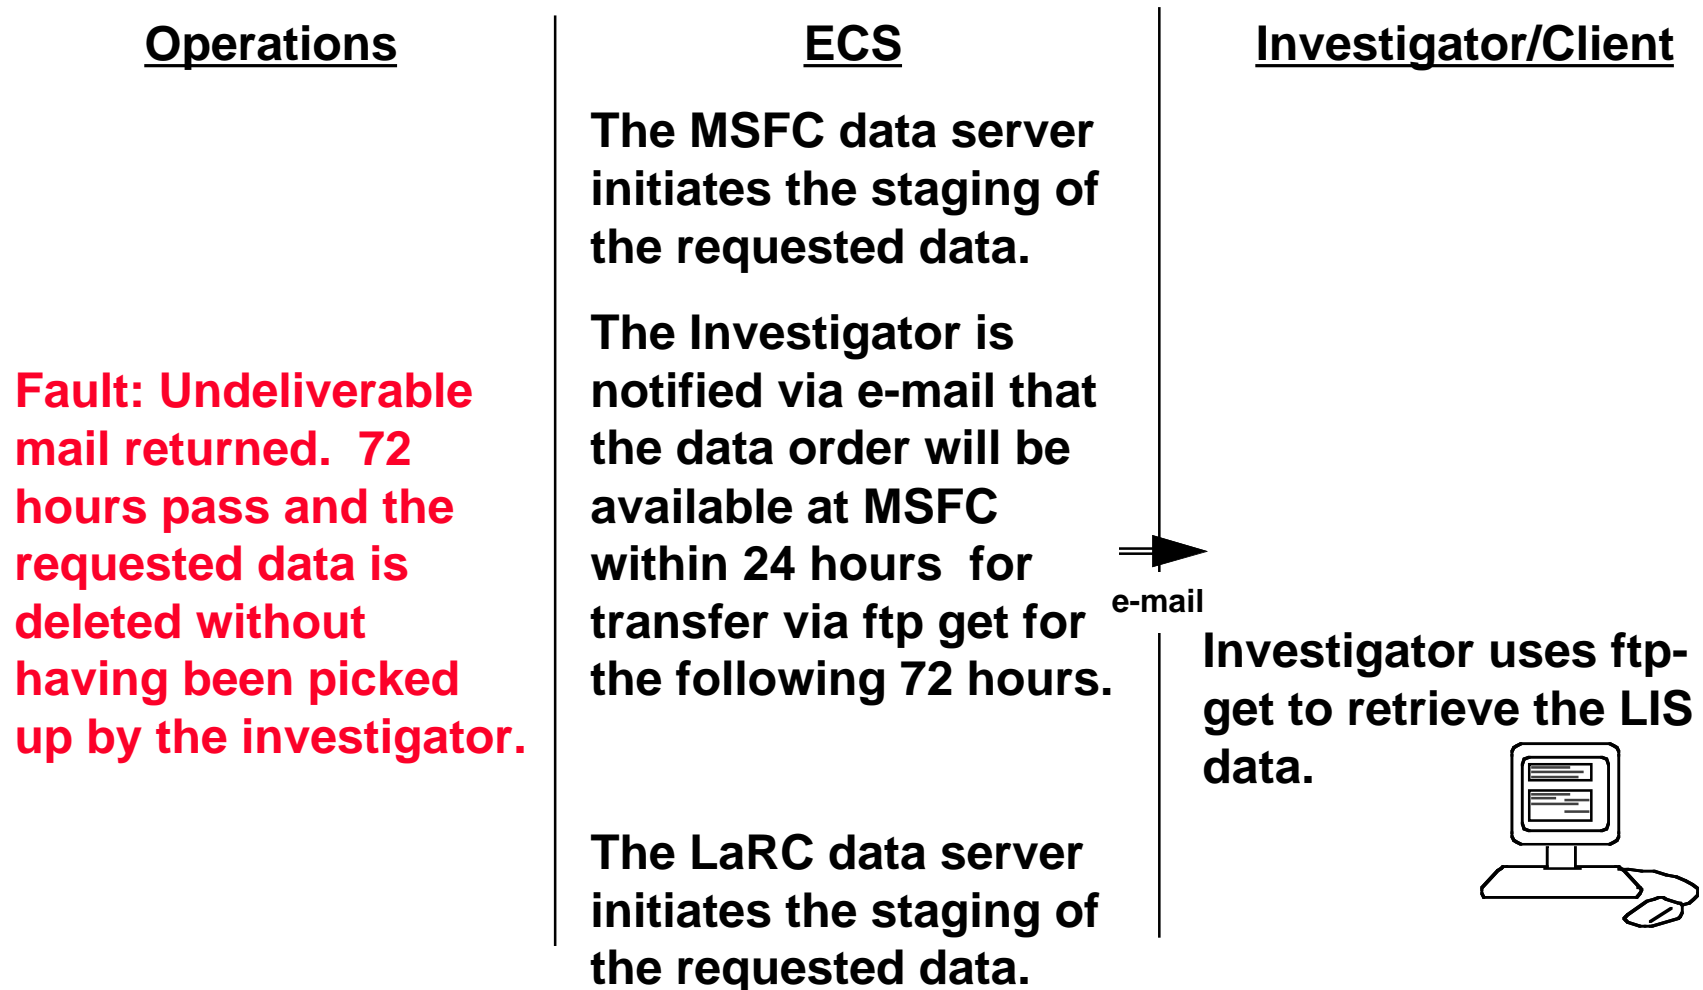 Operations
Fault: Undeliverable
mail returned.  72
hours pass and the
requested data is
deleted without
having been picked
up by the investigator.
ECS
The MSFC data server
initiates the staging of
the requested data.
The Investigator is
notified via e-mail that
the data order will be
available at MSFC
within 24 hours  for
transfer via ftp get for
the following 72 hours.
The LaRC data server
initiates the staging of
the requested data.
e-mail
Investigator/Client
Investigator uses ftp-
get to retrieve the LIS
data.